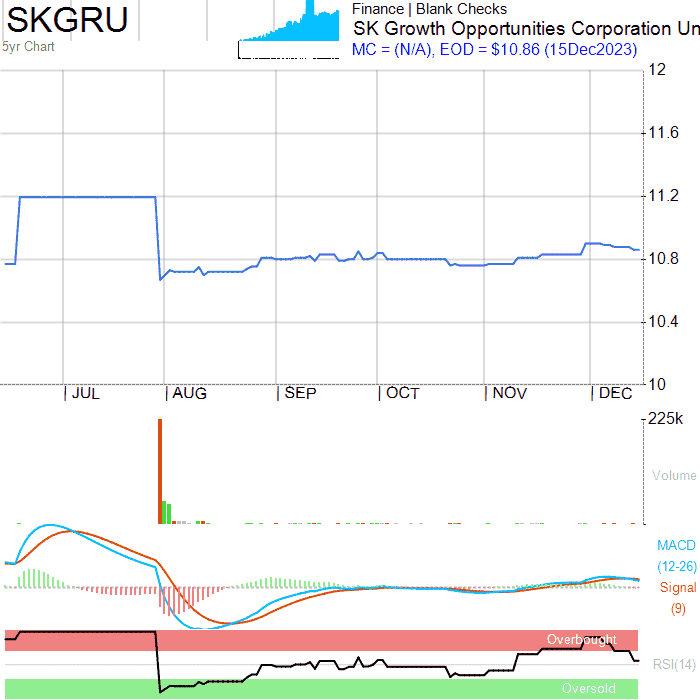 SKGRU
5yr Chart
Finance | Blank Checks
SK Growth Opportunities Corporation Un
MC = (N/A), EOD = $10.86 (15Dec2023)
12
11.6
11.2
10.8
10.4
10
| JUL | AUG | SEP | OCT | NOV | DEC
225k
Volume
MACD
(12-26)
Signal
(9)
Overbought
RSI(14)
Oversold